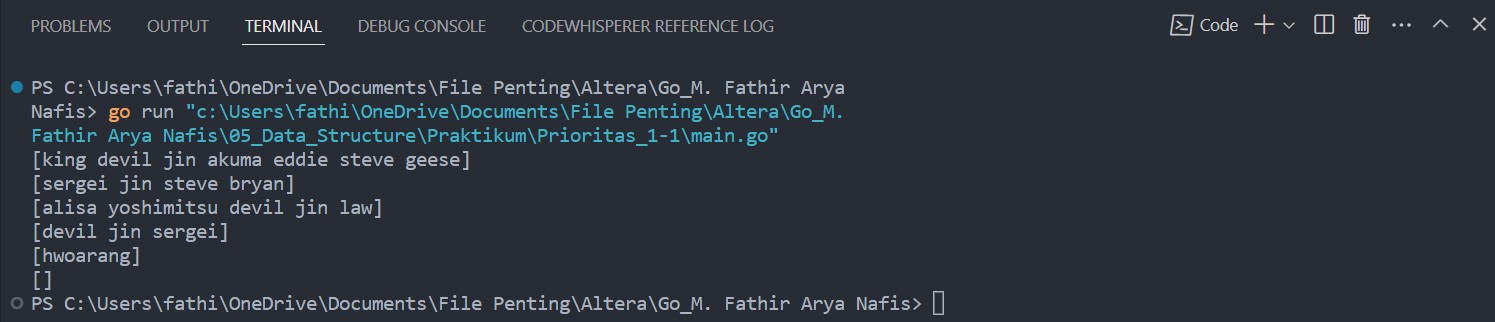 PROBLEMS OUTPUT TERMINAL DEBUG CONSOLE CODEWHISPERER REFERENCE LOG Code
PS C:\Users\fathi\OneDrive\Documents\File Penting\Altera\Go_M. Fathir Arya
Nafis> go run "c:\Users\fathi\OneDrive\Documents\File Penting\Altera\Go_M.
Fathir Arya Nafis\05_Data_Structure\Praktikum\Prioritas_1-1\main.go"
[king devil jin akuma eddie steve geese]
[sergei jin steve bryan]
[alisa yoshimitsu devil jin law]
[devil jin sergei]
[hwoarang]
[]
PS C:\Users\fathi\OneDrive\Documents\File Penting\Altera\Go_M. Fathir Arya Nafis>